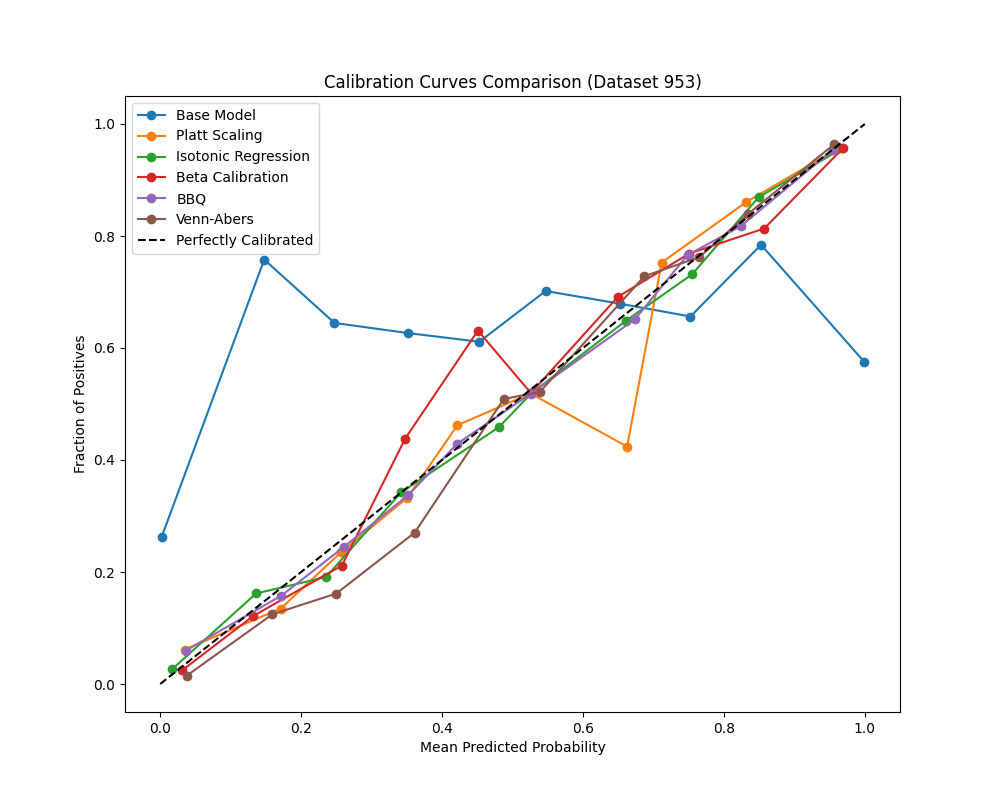 Calibration Curves Comparison (Dataset 953)
Base Model
Platt Scaling
Isotonic Regression
Beta Calibration
BBQ
Venn-Abers
Perfectly Calibrated
Fraction of Positives
1.0
0.8
0.6
0.4
0.2
0.0
0.0 0.2 0.4 0.6 0.8 1.0
Mean Predicted Probability